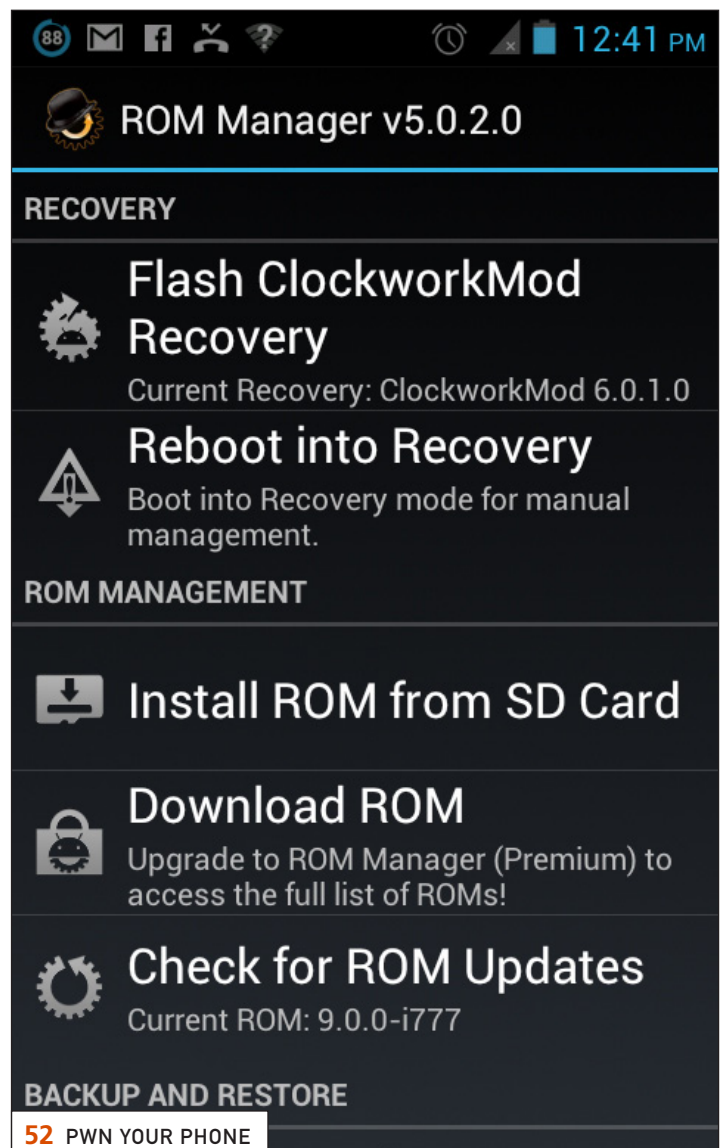 88 12:41 PM
ROM Manager v5.0.2.0
RECOVERY
Flash ClockworkMod
Recovery
Current Recovery: ClockworkMod 6.0.1.0
Reboot into Recovery
Boot into Recovery mode for manual
management.
ROM MANAGEMENT
Install ROM from SD Card
Download ROM
Upgrade to ROM Manager (Premium) to
access the full list of ROMs!
Check for ROM Updates
Current ROM: 9.0.0-i777
BACKUP AND RESTORE
52 PWN YOUR PHONE